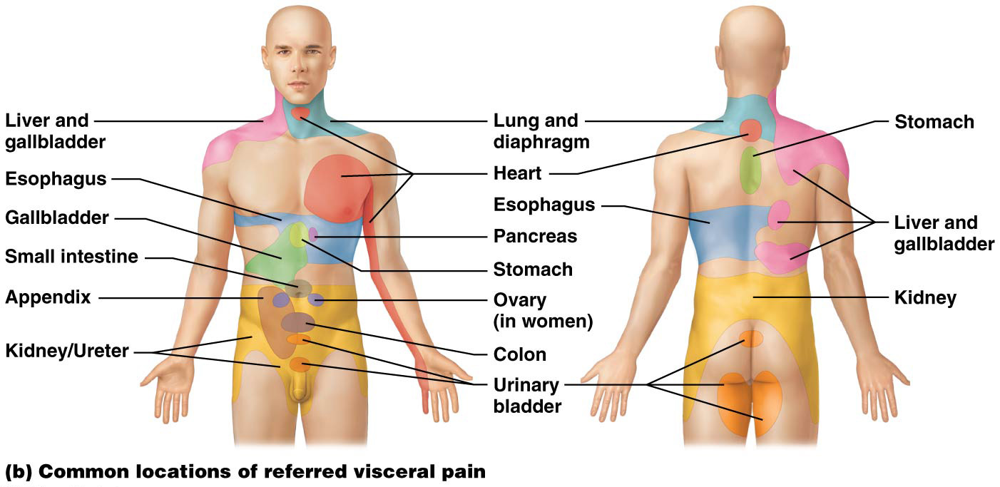 Liver and
gallbladder
Esophagus
Gallbladder
Small intestine
Appendix
Kidney/Ureter
Lung and
diaphragm
Heart
Esophagus
Pancreas
Stomach
Ovary
(in women)
Colon
Urinary
bladder
Stomach
Liver and
gallbladder
Kidney
(b) Common locations of referred visceral pain